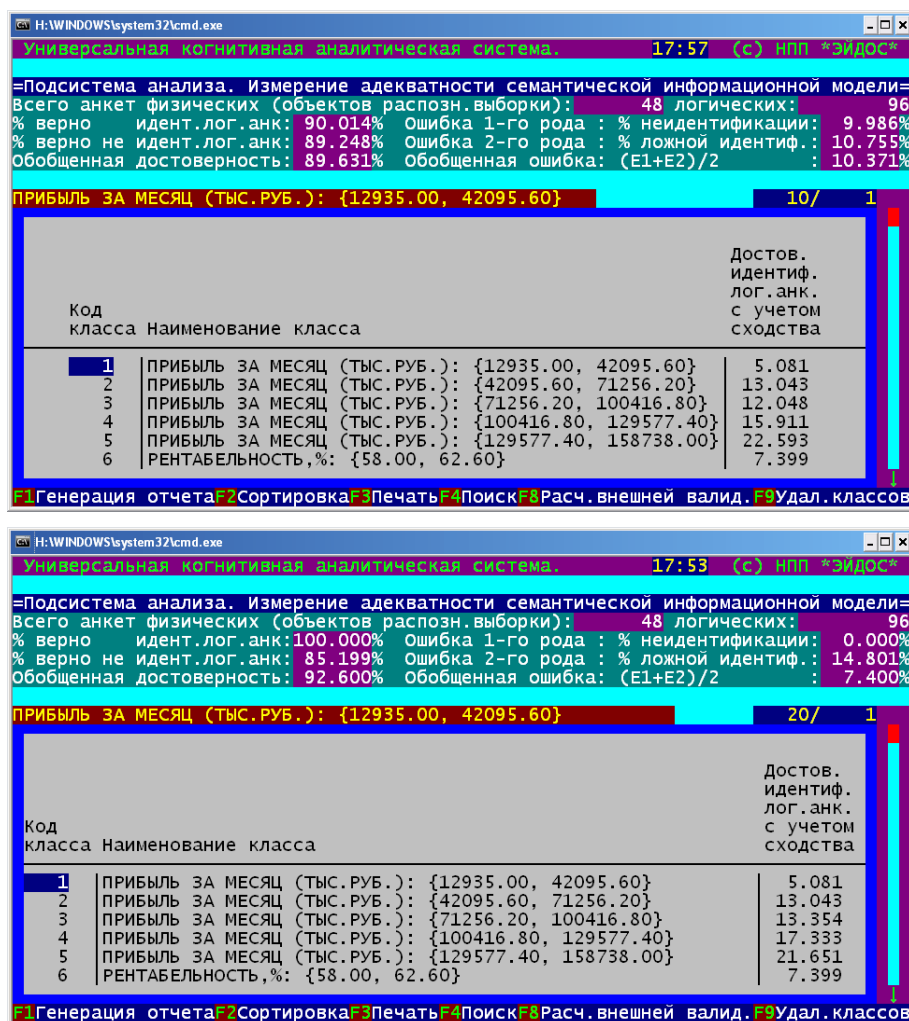 H:\WINDOWS\system32\cmd.exe
Универсальная когнитивная аналитическая система. 17:57 (с) НПП *ЭЙДОС*
=Подсистема анализа. Измерение адекватности семантической информационной модели=
Всего анкет физических (объектов распозн.выборки): 48 логических: 96
% верно идент.лог.анк: 90.014% Ошибка 1-го рода : % неидентификации: 9.986%
% верно не идент.лог.анк: 89.248% Ошибка 2-го рода : % ложной идентиф.: 10.755%
Обобщенная достоверность: 89.631% Обобщенная ошибка: (E1+E2)/2 : 10.371%
ПРИБЫЛЬ ЗА МЕСЯЦ (ТЫС.РУБ.): {12935.00, 42095.60} 10/ 1
Достов.
идентиф.
лог.анк.
Код с учетом
класса Наименование класса сходства
1 ПРИБЫЛЬ ЗА МЕСЯЦ (ТЫС.РУБ.): {12935.00, 42095.60} 5.081
2 ПРИБЫЛЬ ЗА МЕСЯЦ (ТЫС.РУБ.): {42095.60, 71256.20} 13.043
3 ПРИБЫЛЬ ЗА МЕСЯЦ (ТЫС.РУБ.): {71256.20, 100416.80} 12.048
4 ПРИБЫЛЬ ЗА МЕСЯЦ (ТЫС.РУБ.): {100416.80, 129577.40} 15.911
5 ПРИБЫЛЬ ЗА МЕСЯЦ (ТЫС.РУБ.): {129577.40, 158738.00} 22.593
6 РЕНТАБЕЛЬНОСТЬ,%: {58.00, 62.60} 7.399
F1Генерация отчетаF2СортировкаF3ПечатьF4ПоискF8Расч.внешней валид.F9Удал.классов
H:\WINDOWS\system32\cmd.exe
Универсальная когнитивная аналитическая система. 17:53 (с) НПП *ЭЙДОС*
=Подсистема анализа. Измерение адекватности семантической информационной модели=
Всего анкет физических (объектов распозн.выборки): 48 логических: 96
% верно идент.лог.анк:100.000% Ошибка 1-го рода : % неидентификации: 0.000%
% верно не идент.лог.анк: 85.199% Ошибка 2-го рода : % ложной идентиф.: 14.801%
Обобщенная достоверность: 92.600% Обобщенная ошибка: (E1+E2)/2 : 7.400%
ПРИБЫЛЬ ЗА МЕСЯЦ (ТЫС.РУБ.): {12935.00, 42095.60} 20/ 1
Достов.
идентиф.
лог.анк.
Код с учетом
класса Наименование класса сходства
1 ПРИБЫЛЬ ЗА МЕСЯЦ (ТЫС.РУБ.): {12935.00, 42095.60} 5.081
2 ПРИБЫЛЬ ЗА МЕСЯЦ (ТЫС.РУБ.): {42095.60, 71256.20} 13.043
3 ПРИБЫЛЬ ЗА МЕСЯЦ (ТЫС.РУБ.): {71256.20, 100416.80} 13.354
4 ПРИБЫЛЬ ЗА МЕСЯЦ (ТЫС.РУБ.): {100416.80, 129577.40} 17.333
5 ПРИБЫЛЬ ЗА МЕСЯЦ (ТЫС.РУБ.): {129577.40, 158738.00} 21.651
6 РЕНТАБЕЛЬНОСТЬ,%: {58.00, 62.60} 7.399
F1Генерация отчетаF2СортировкаF3ПечатьF4ПоискF8Расч.внешней валид.F9Удал.классов